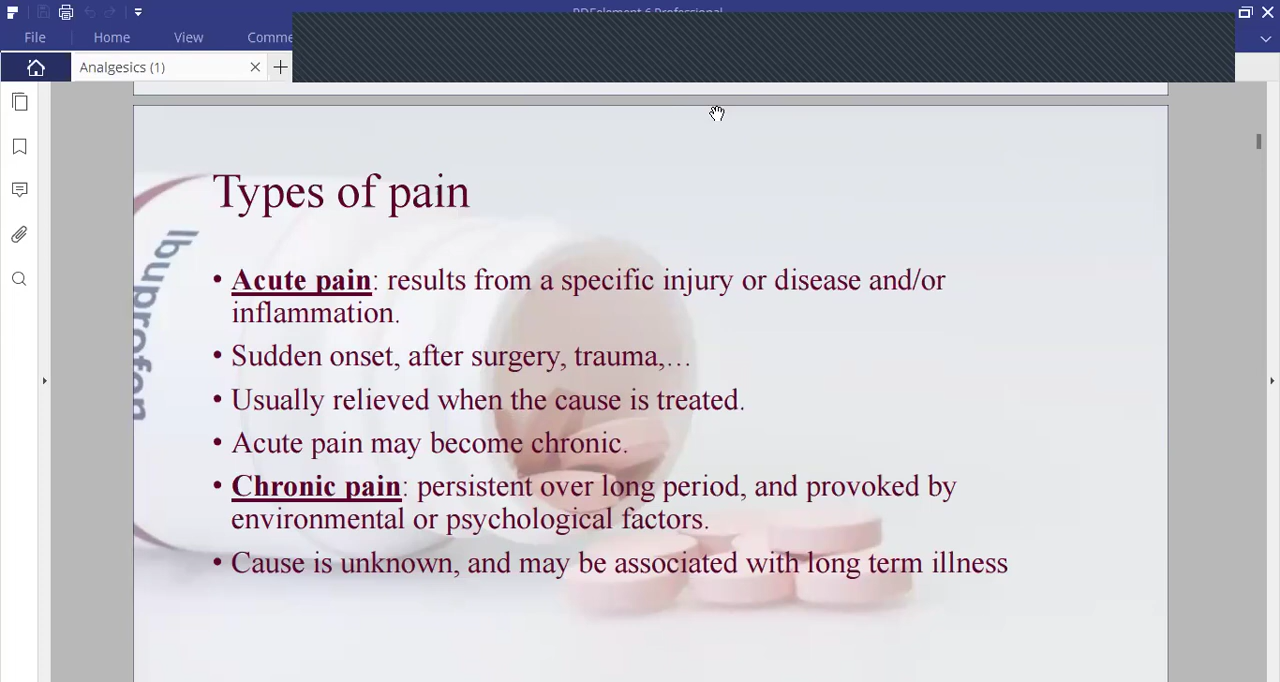 File
Home
View
Comme
Analgesics (1)
Types of pain
Ibuprofen
• Acute pain: results from a specific injury or disease and/or
inflammation.
• Sudden onset, after surgery, trauma,…
• Usually relieved when the cause is treated.
• Acute pain may become chronic.
• Chronic pain: persistent over long period, and provoked by
environmental or psychological factors.
• Cause is unknown, and may be associated with long term illness